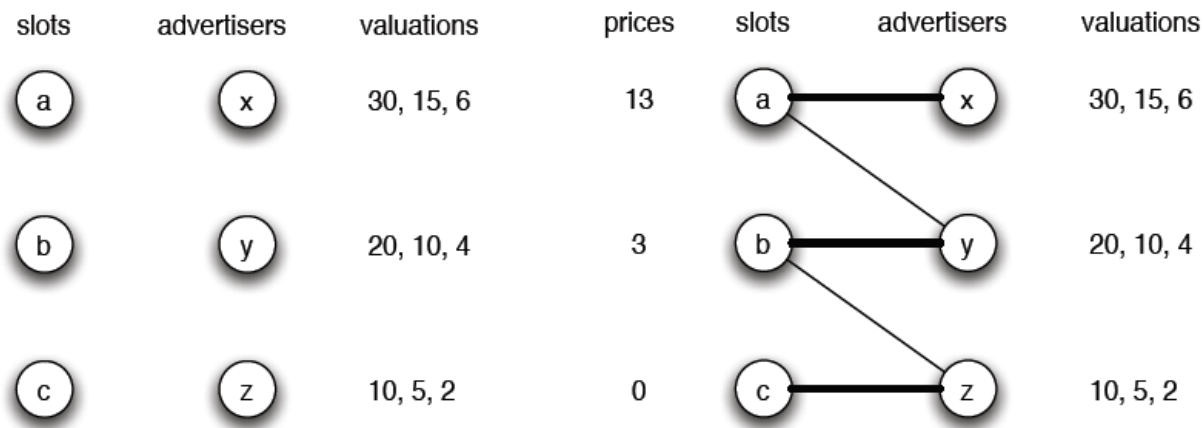 slots advertisers valuations prices slots advertisers valuations
a x 30, 15, 6 13 a x 30, 15, 6
b y 20, 10, 4 3 b y 20, 10, 4
c z 10, 5, 2 0 c z 10, 5, 2